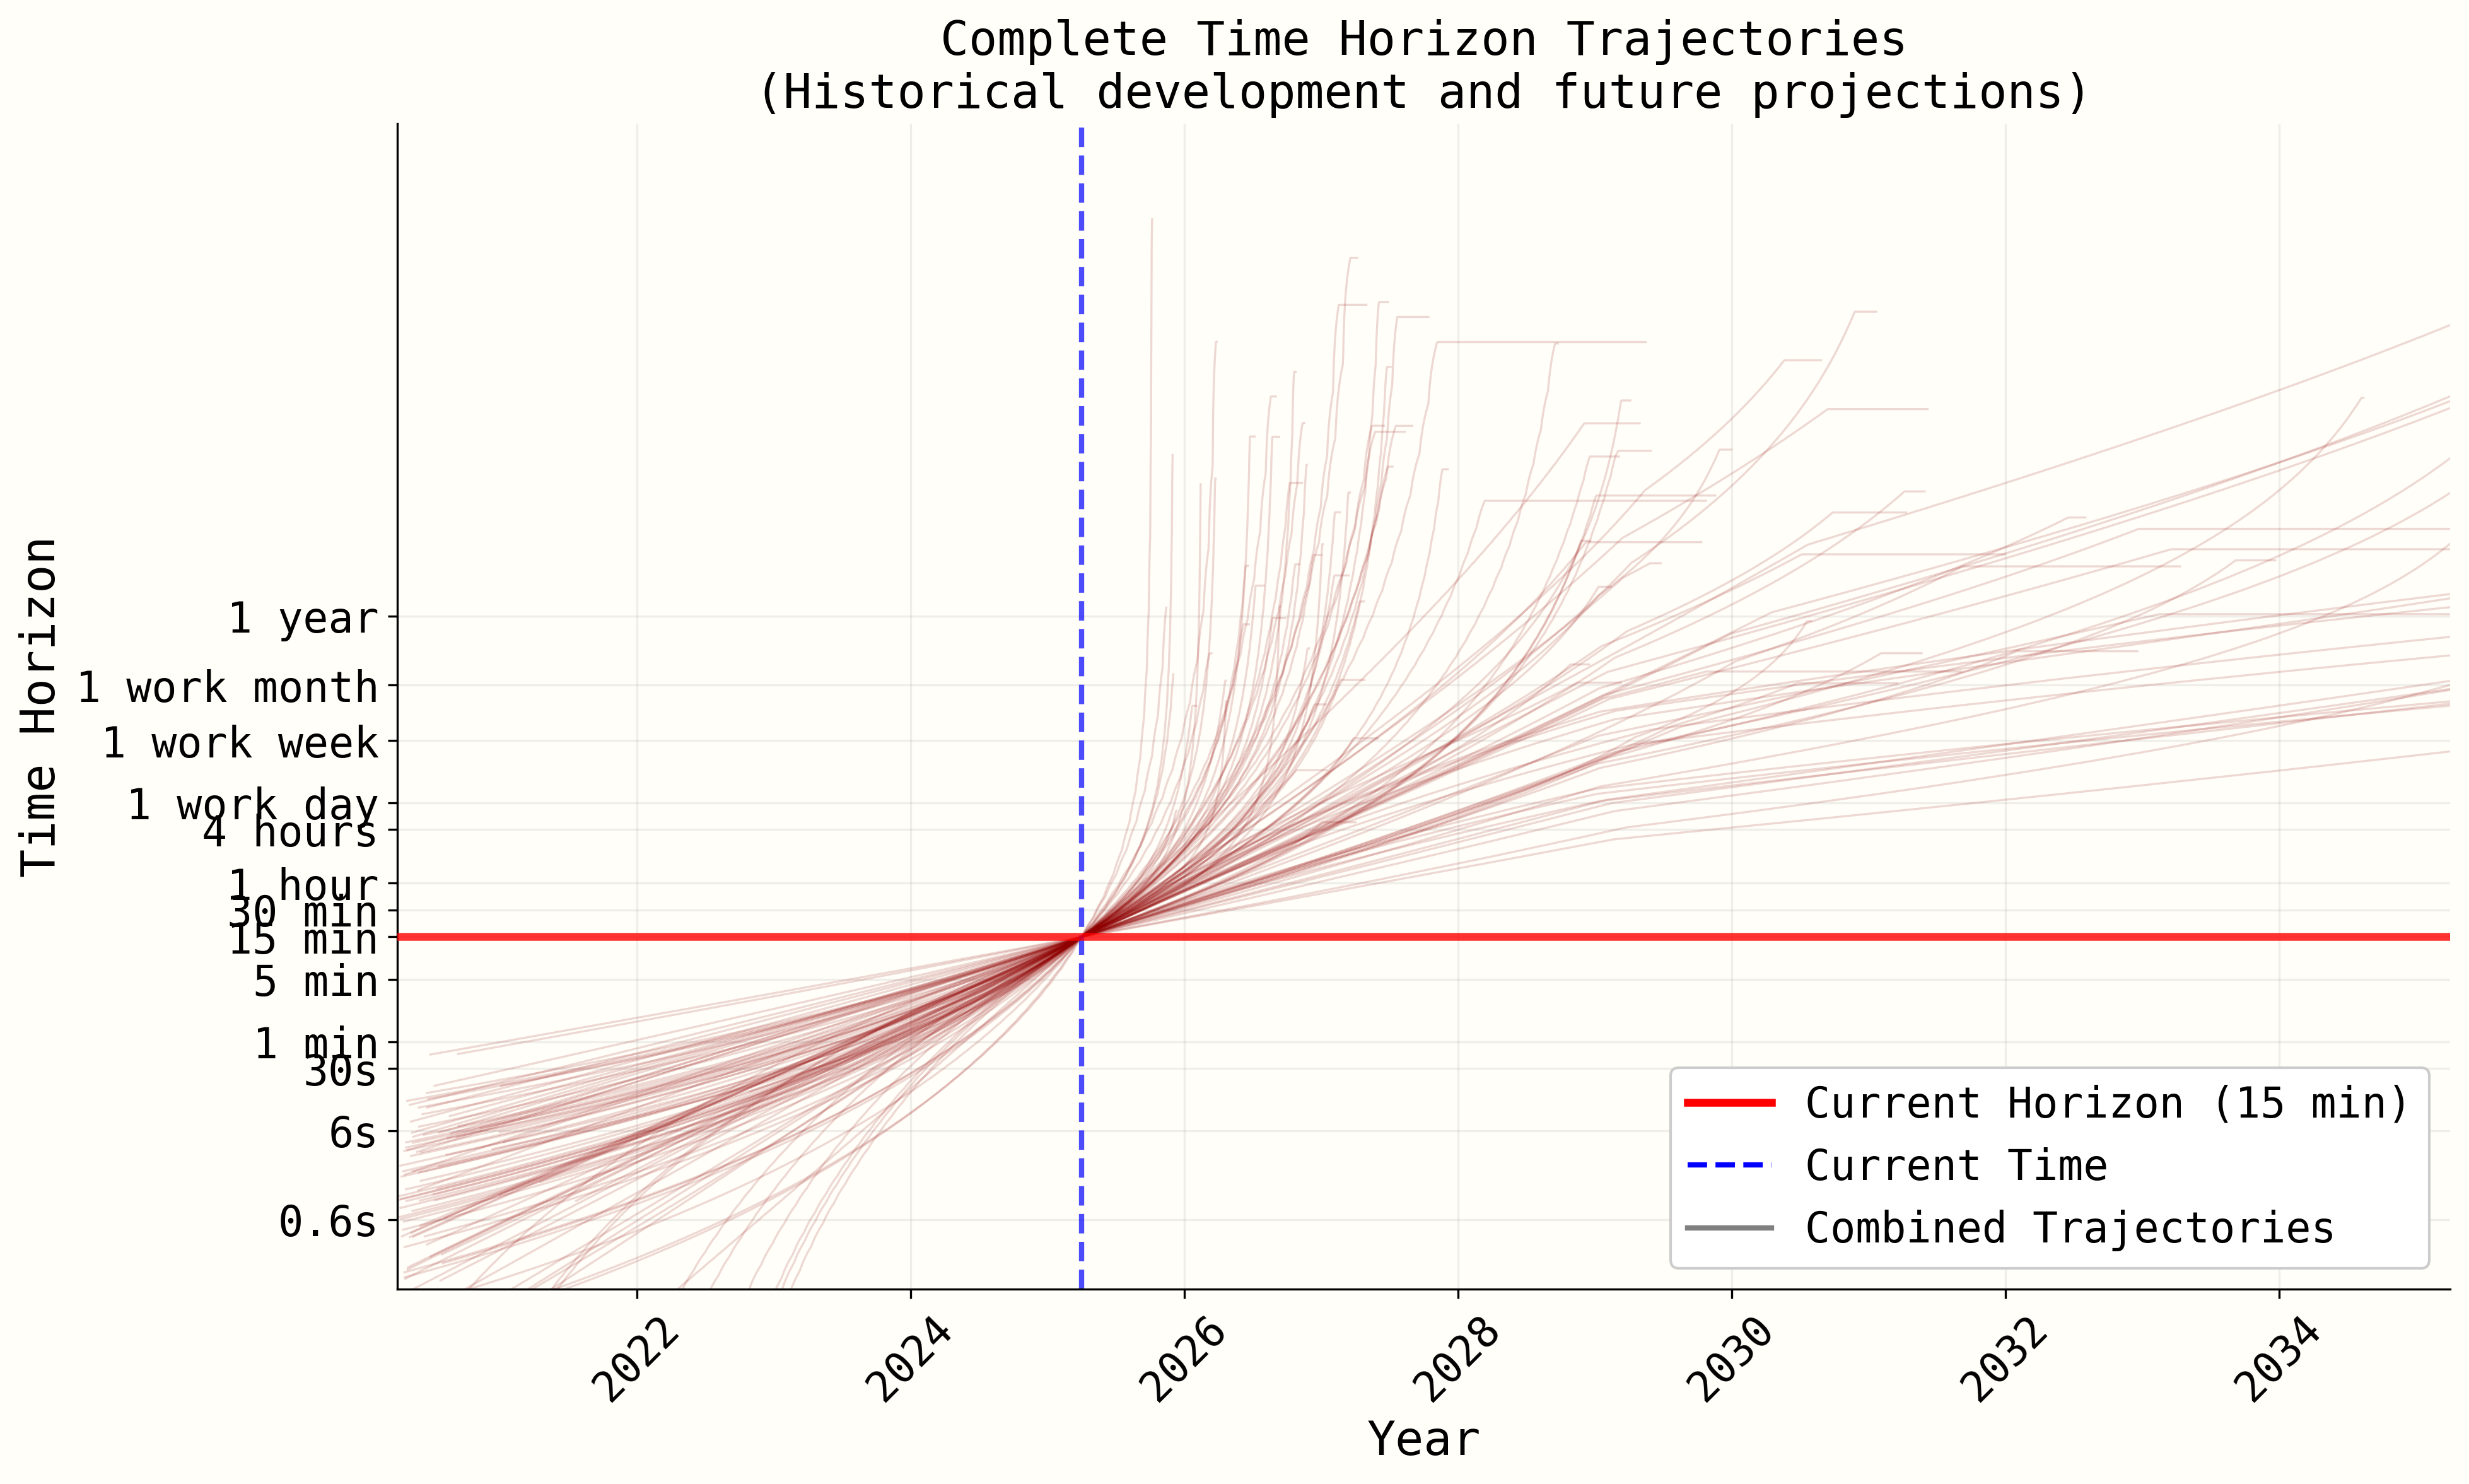 Complete Time Horizon Trajectories
(Historical development and future projections)
Time Horizon
1 year
1 work month
1 work week
1 work day
4 hours
1 hour
30 min
15 min
5 min
1 min
30s
6s
0.6s
Current Horizon (15 min)
Current Time
Combined Trajectories
2022
2024
2026
2028
2030
2032
2034
Year